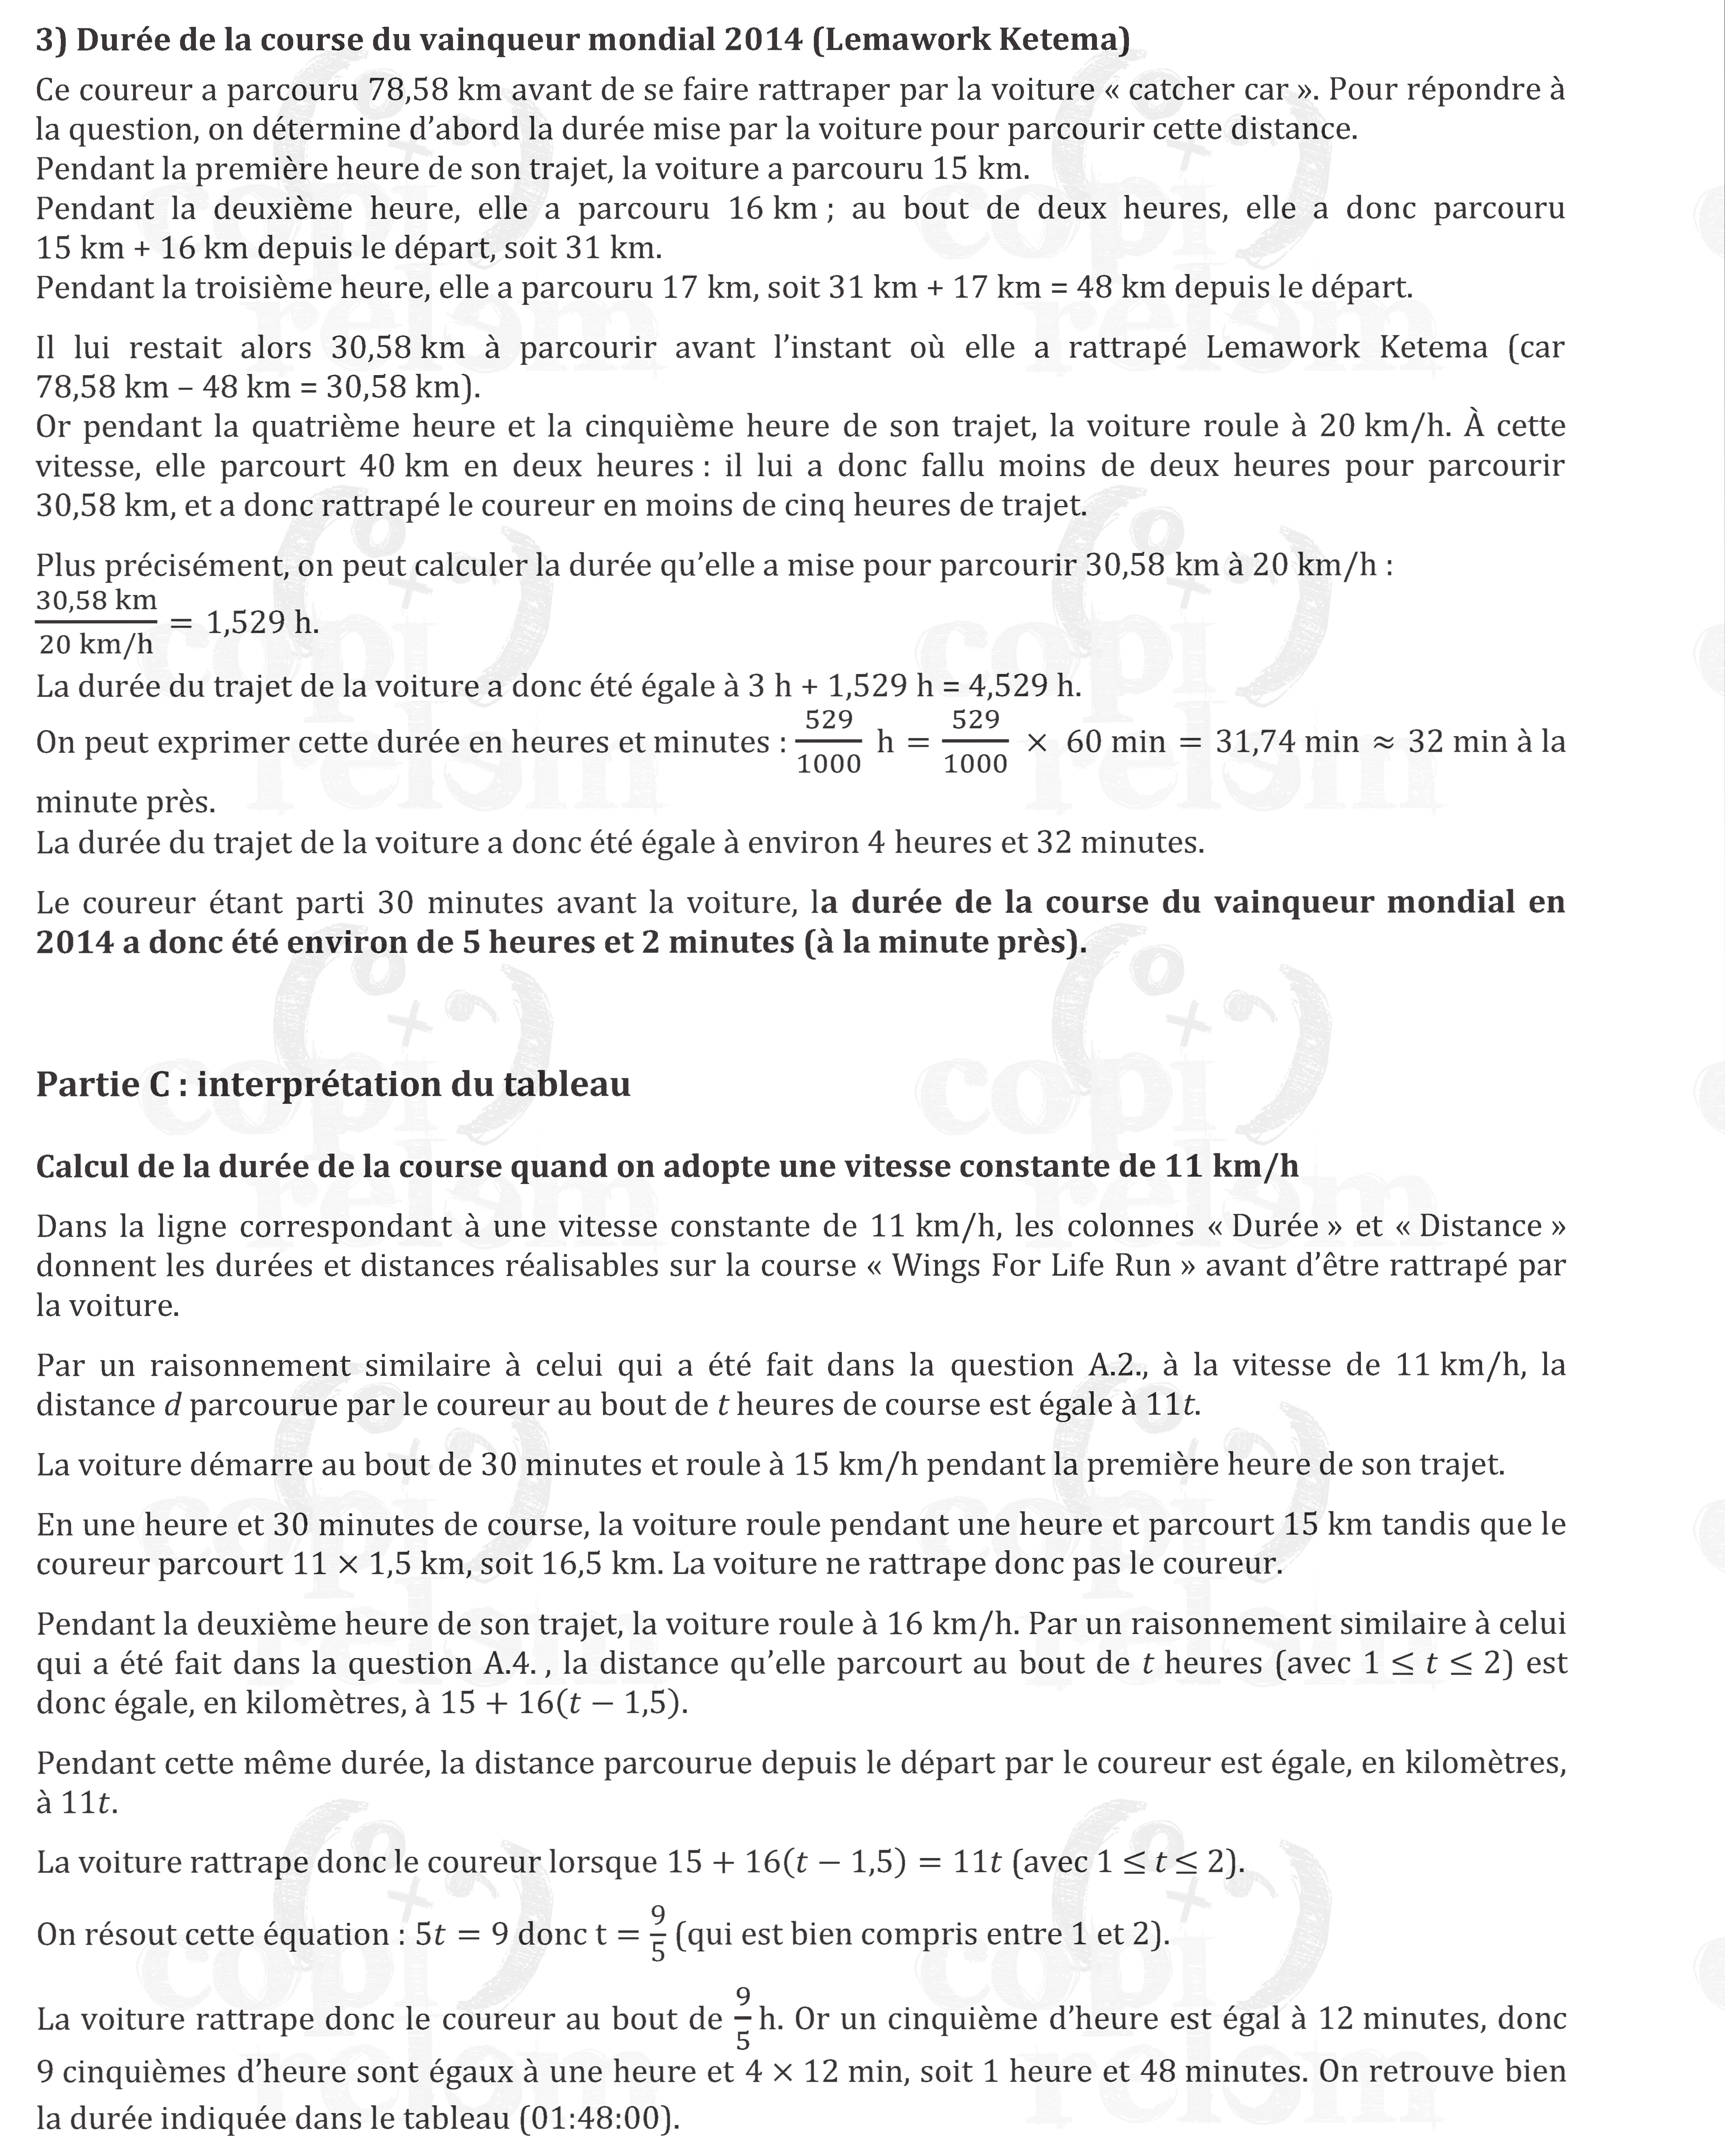 3) Durée de la course du vainqueur mondial 2014 (Lemawork Ketema)
Ce coureur a parcouru 78,58 km avant de se faire rattraper par la voiture « catcher car ». Pour répondre à
la question, on détermine d’abord la durée mise par la voiture pour parcourir cette distance.
Pendant la première heure de son trajet, la voiture a parcouru 15 km.
Pendant la deuxième heure, elle a parcouru 16 km ; au bout de deux heures, elle a donc parcouru
15 km + 16 km depuis le départ, soit 31 km.
Pendant la troisième heure, elle a parcouru 17 km, soit 31 km + 17 km = 48 km depuis le départ.
Il lui restait alors 30,58 km à parcourir avant l’instant où elle a rattrapé Lemawork Ketema (car
78,58 km – 48 km = 30,58 km).
Or pendant la quatrième heure et la cinquième heure de son trajet, la voiture roule à 20 km/h. À cette
vitesse, elle parcourt 40 km en deux heures : il lui a donc fallu moins de deux heures pour parcourir
30,58 km, et a donc rattrapé le coureur en moins de cinq heures de trajet.
Plus précisément, on peut calculer la durée qu’elle a mise pour parcourir 30,58 km à 20 km/h :
30,58 km / 20 km/h = 1,529 h.
La durée du trajet de la voiture a donc été égale à 3 h + 1,529 h = 4,529 h.
On peut exprimer cette durée en heures et minutes : 529/1000 h = 529/1000 × 60 min = 31,74 min ≈ 32 min à la
minute près.
La durée du trajet de la voiture a donc été égale à environ 4 heures et 32 minutes.
Le coureur étant parti 30 minutes avant la voiture, la durée de la course du vainqueur mondial en
2014 a donc été environ de 5 heures et 2 minutes (à la minute près).
Partie C : interprétation du tableau
Calcul de la durée de la course quand on adopte une vitesse constante de 11 km/h
Dans la ligne correspondant à une vitesse constante de 11 km/h, les colonnes « Durée » et « Distance »
donnent les durées et distances réalisables sur la course « Wings For Life Run » avant d’être rattrapé par
la voiture.
Par un raisonnement similaire à celui qui a été fait dans la question A.2., à la vitesse de 11 km/h, la
distance d parcourue par le coureur au bout de t heures de course est égale à 11t.
La voiture démarre au bout de 30 minutes et roule à 15 km/h pendant la première heure de son trajet.
En une heure et 30 minutes de course, la voiture roule pendant une heure et parcourt 15 km tandis que le
coureur parcourt 11 × 1,5 km, soit 16,5 km. La voiture ne rattrape donc pas le coureur.
Pendant la deuxième heure de son trajet, la voiture roule à 16 km/h. Par un raisonnement similaire à celui
qui a été fait dans la question A.4. , la distance qu’elle parcourt au bout de t heures (avec 1 ≤ t ≤ 2) est
donc égale, en kilomètres, à 15 + 16(t − 1,5).
Pendant cette même durée, la distance parcourue depuis le départ par le coureur est égale, en kilomètres,
à 11t.
La voiture rattrape donc le coureur lorsque 15 + 16(t − 1,5) = 11t (avec 1 ≤ t ≤ 2).
On résout cette équation : 5t = 9 donc t = 9/5 (qui est bien compris entre 1 et 2).
La voiture rattrape donc le coureur au bout de 9/5 h. Or un cinquième d’heure est égal à 12 minutes, donc
9 cinquièmes d’heure sont égaux à une heure et 4 × 12 min, soit 1 heure et 48 minutes. On retrouve bien
la durée indiquée dans le tableau (01:48:00).